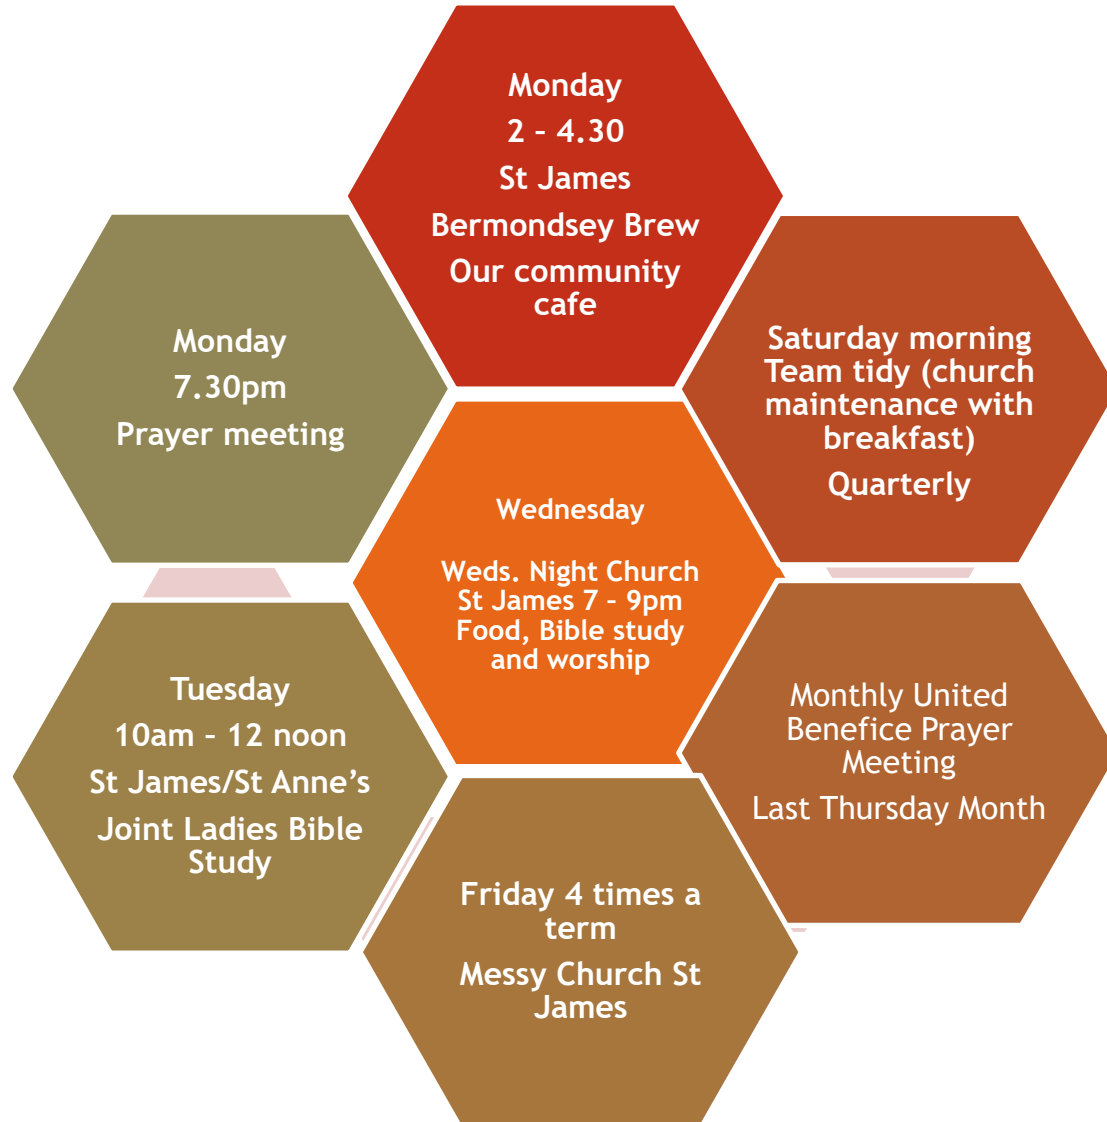 Monday
2 – 4.30
St James
Bermondsey Brew
Our community
cafe
Monday
7.30pm
Prayer meeting
Saturday morning
Team tidy (church
maintenance with
breakfast)
Quarterly
Wednesday
Weds. Night Church
St James 7 – 9pm
Food, Bible study
and worship
Tuesday
10am – 12 noon
St James/St Anne’s
Joint Ladies Bible
Study
Monthly United
Benefice Prayer
Meeting
Last Thursday Month
Friday 4 times a
term
Messy Church St
James